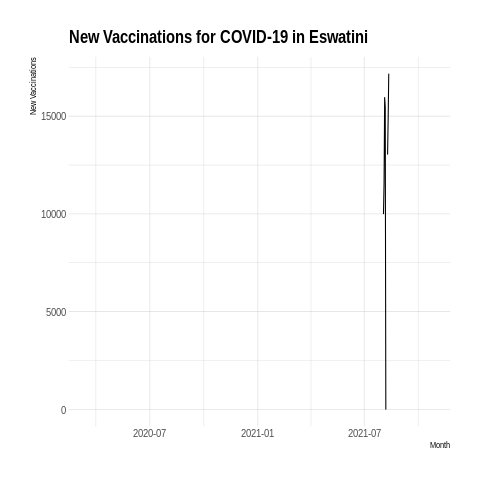 New Vaccinations for COVID-19 in Eswatini
New Vaccinations
15000
10000
5000
0
2020-07
2021-01
2021-07
Month